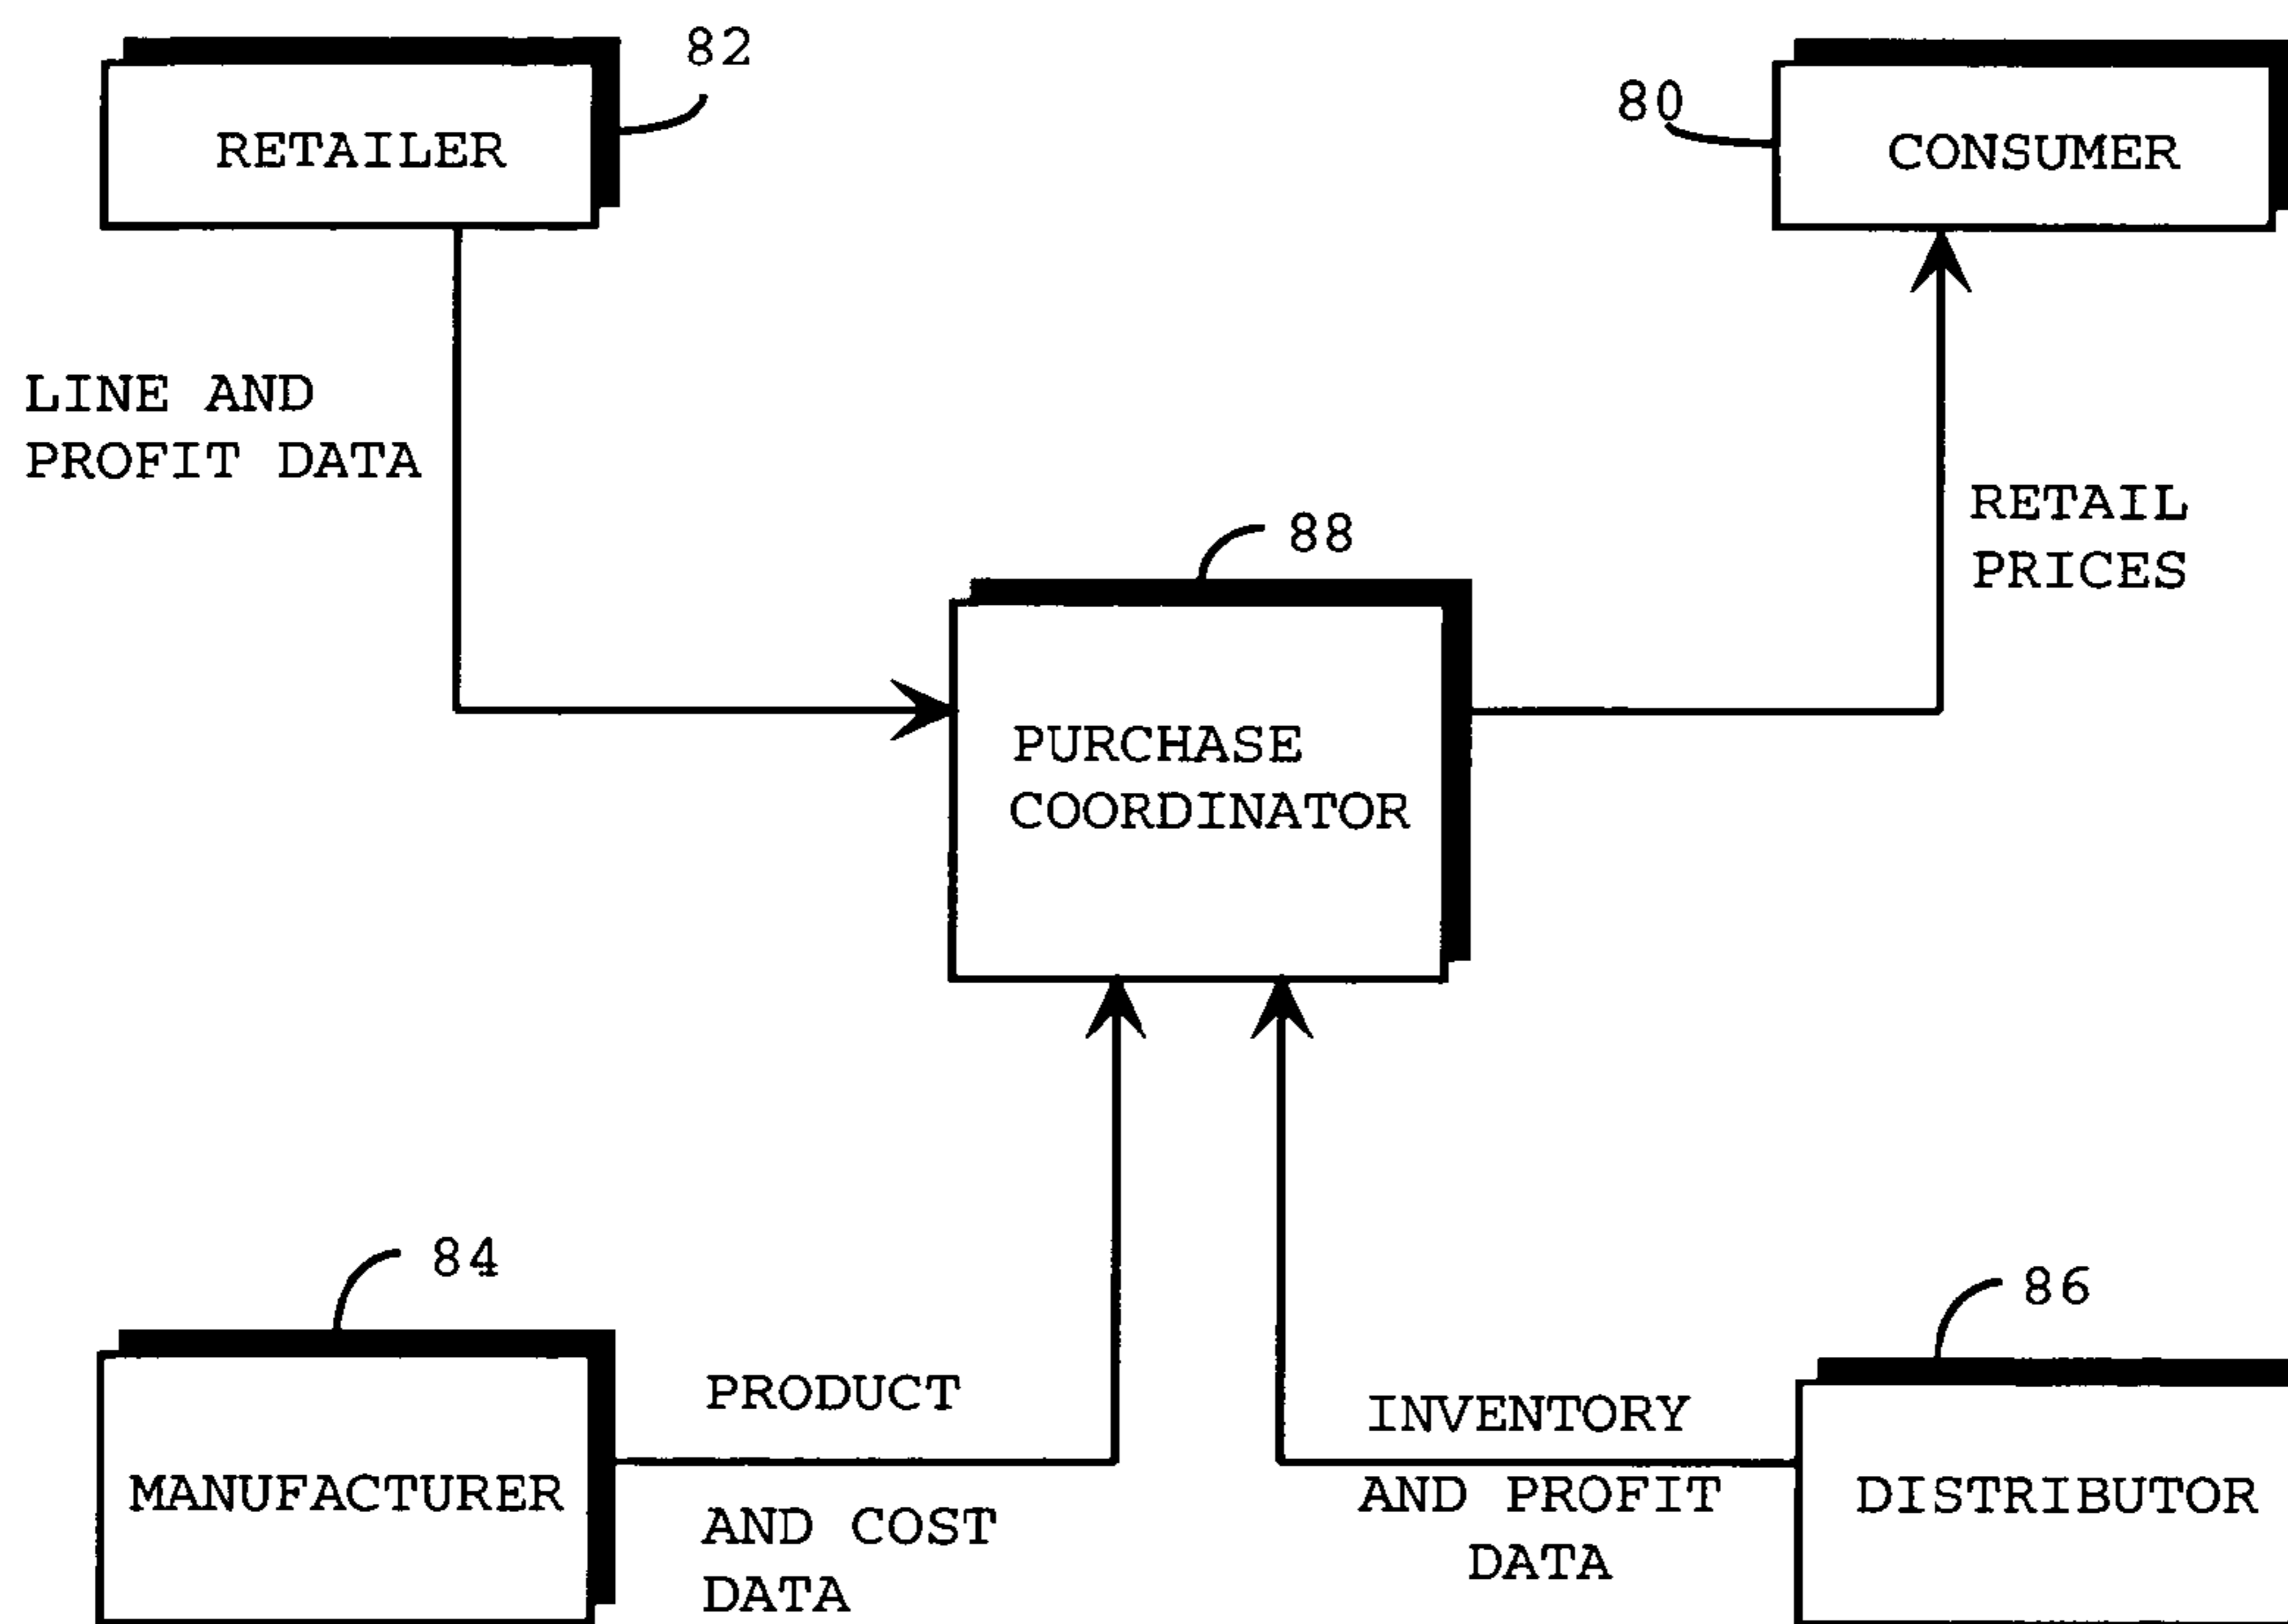 82
RETAILER
80
CONSUMER
LINE AND
PROFIT DATA
RETAIL
PRICES
88
PURCHASE
COORDINATOR
84
MANUFACTURER
PRODUCT
AND COST
DATA
86
INVENTORY
AND PROFIT
DATA
DISTRIBUTOR